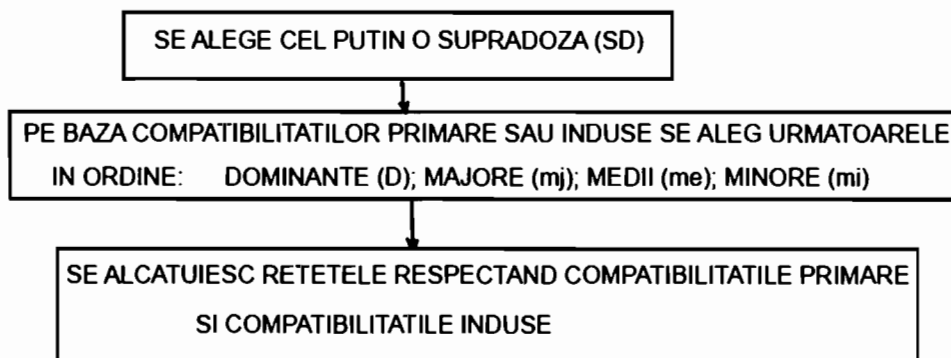 SE ALEGE CEL PUTIN O SUPRADOZA (SD)
PE BAZA COMPATIBILITATILOR PRIMARE SAU INDUSE SE ALEG URMATOARELE
IN ORDINE: DOMINANTE (D); MAJORE (mj); MEDII (me); MINORE (mi)
SE ALCATUIESC RETETELE RESPECTAND COMPATIBILITATILE PRIMARE
SI COMPATIBILITATILE INDUSE